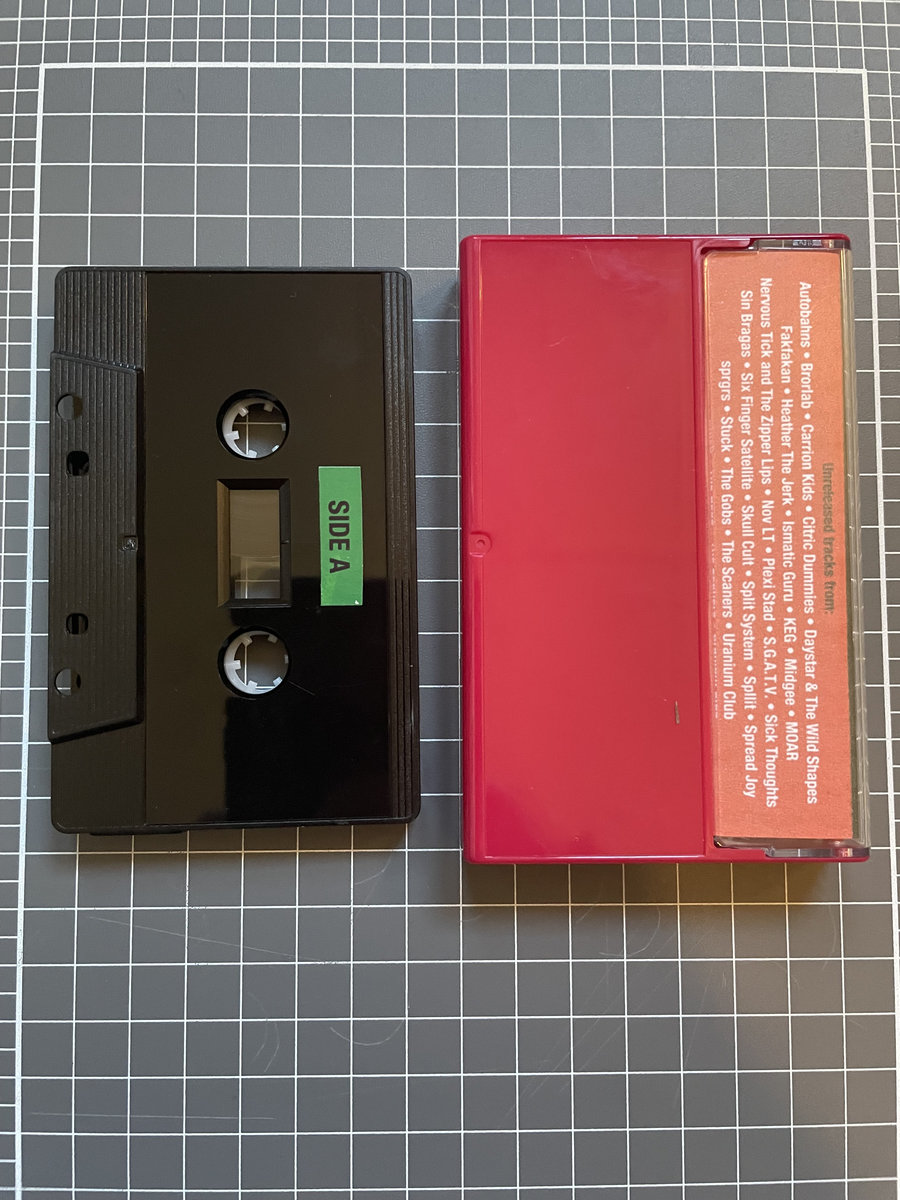 SIDE A
Unreleased tracks from:
Autobahns • Brorlab • Carrion Kids • Citric Dummies • Daystar & The Wild Shapes
Fakfakan • Heather The Jerk • Ismatic Guru • KEG • Midgee • MOAR
Nervous Tick and The Zipper Lips • Nov LT • Plexi Stad • S.G.A.T.V. • Sick Thoughts
Sin Bragas • Six Finger Satellite • Skull Cult • Split System • Spllit • Spread Joy
sprgrs • Stuck • The Gobs • The Scaners • Uranium Club